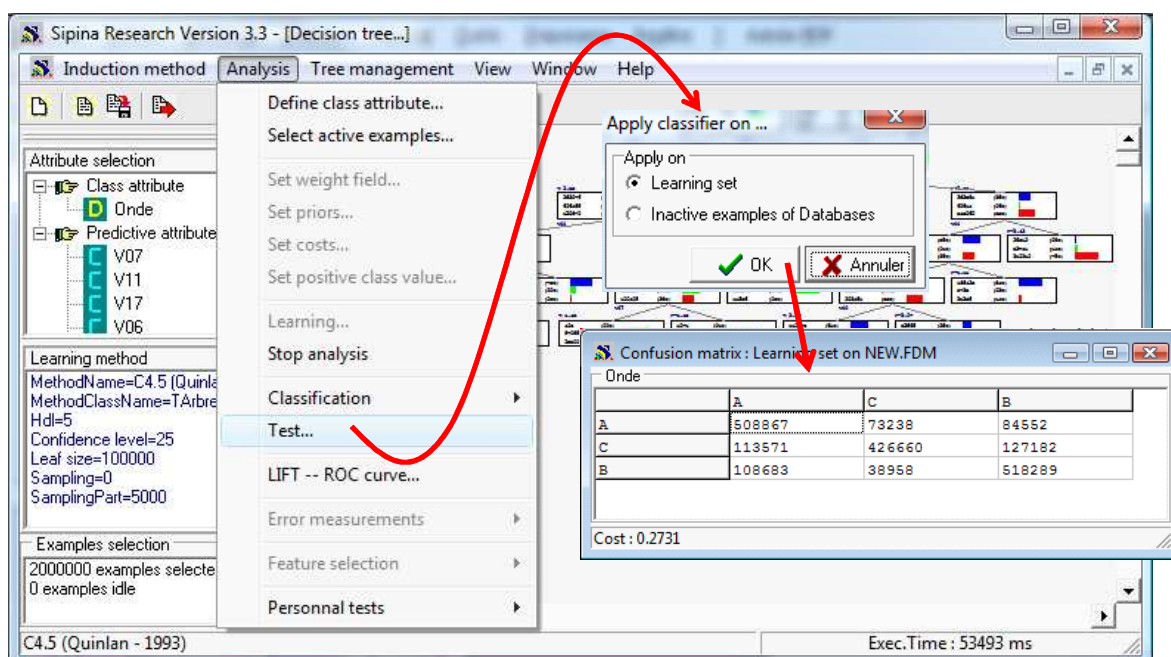 Sipina Research Version 3.3 - [Decision tree...]
Induction method Analysis Tree management View Window Help
Attribute selection
Class attribute
Onde
Predictive attribute
V07
V11
V17
V06
Learning method
MethodName=C4.5 (Quinla
MethodClassName=TArbre
Hdl=5
Confidence level=25
Leaf size=100000
Sampling=0
SamplingPart=5000
Examples selection
2000000 examples selecte
0 examples idle
Define class attribute...
Select active examples...
Set weight field...
Set priors...
Set costs...
Set positive class value...
Learning...
Stop analysis
Classification
Test...
LIFT -- ROC curve...
Error measurements
Feature selection
Personnal tests
Apply classifier on ...
Apply on
Learning set
Inactive examples of Databases
OK Annuler
Confusion matrix : Learning set on NEW.FDM
Onde
A C B
A 508867 73238 84552
C 113571 426660 127182
B 108683 38958 518289
Cost : 0.2731
C4.5 (Quinlan - 1993) Exec.Time : 53493 ms